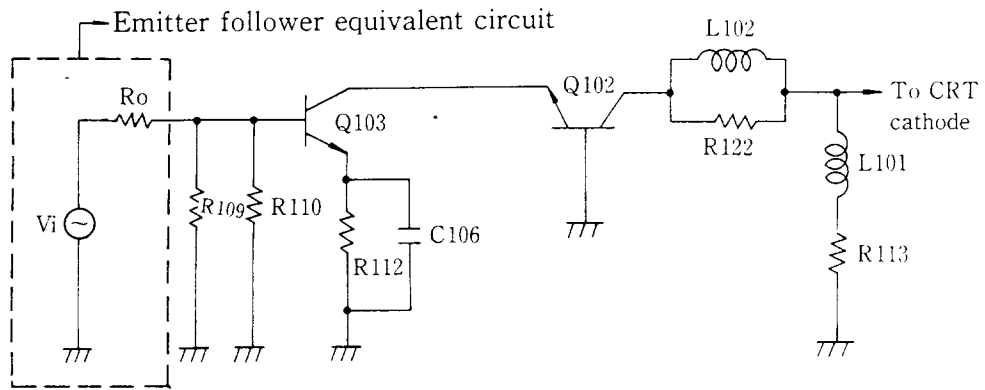 Emitter follower equivalent circuit
L102
Ro
Q102
Q103
To CRT
cathode
R122
L101
R109
R110
Vi
C106
R112
R113